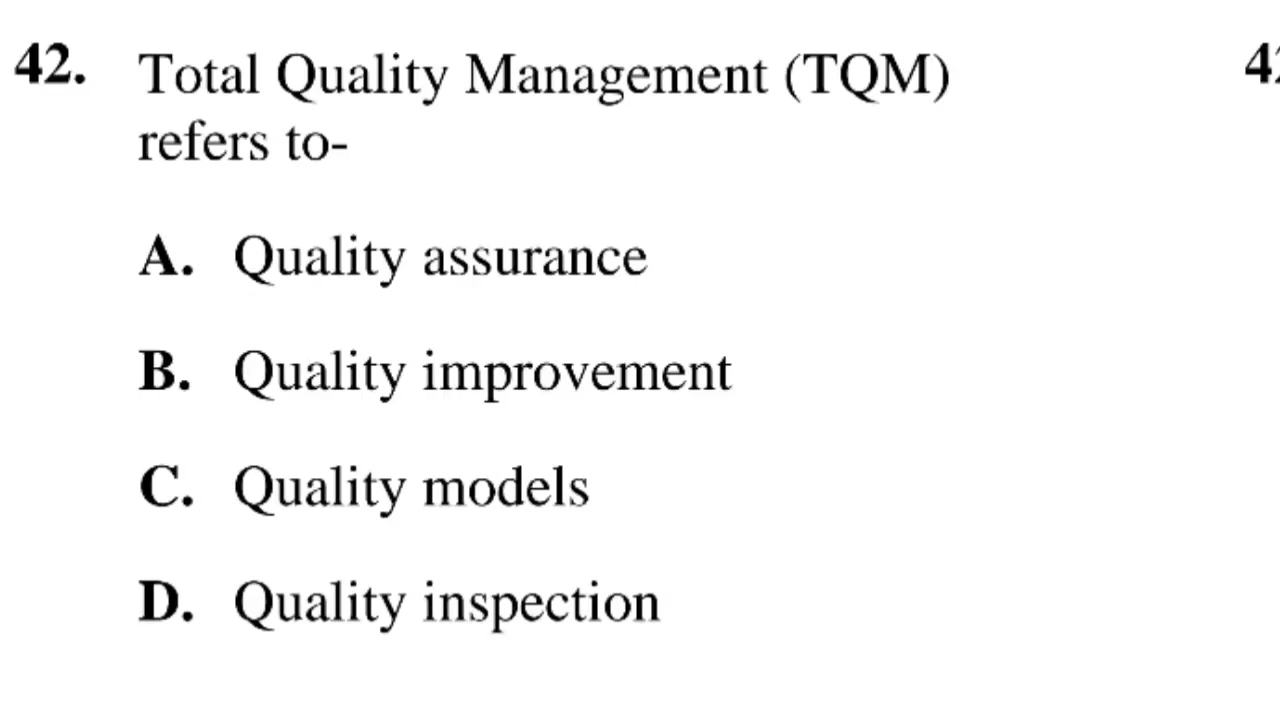 42. Total Quality Management (TQM)
refers to-
A. Quality assurance
B. Quality improvement
C. Quality models
D. Quality inspection